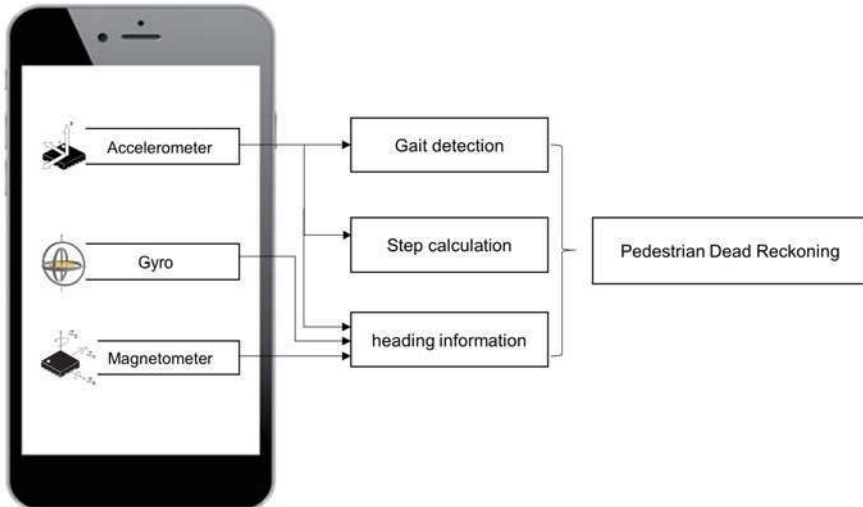 Accelerometer
Gait detection
Step calculation
Pedestrian Dead Reckoning
Gyro
heading information
Magnetometer